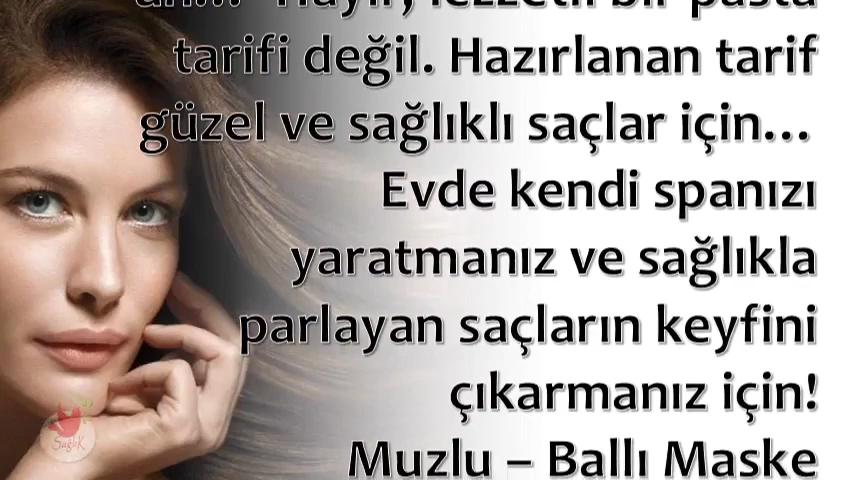 Hayır, lezzetli bir pasta
tarifi değil. Hazırlanan tarif
güzel ve sağlıklı saçlar için...
Evde kendi spanızı
yaratmanız ve sağlıkla
parlayan saçların keyfini
çıkarmanız için!
Muzlu – Ballı Maske
Sağlık